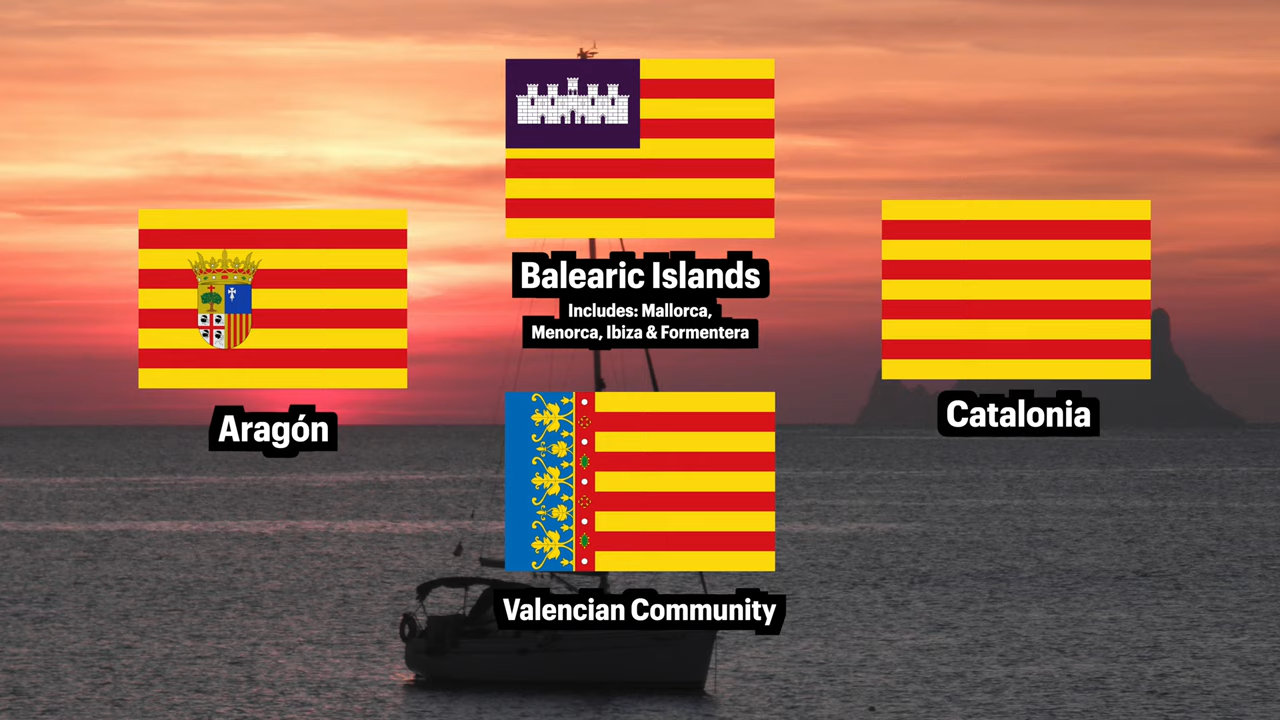 Balearic Islands
Includes: Mallorca,
Menorca, Ibiza & Formentera
Aragón
Catalonia
Valencian Community